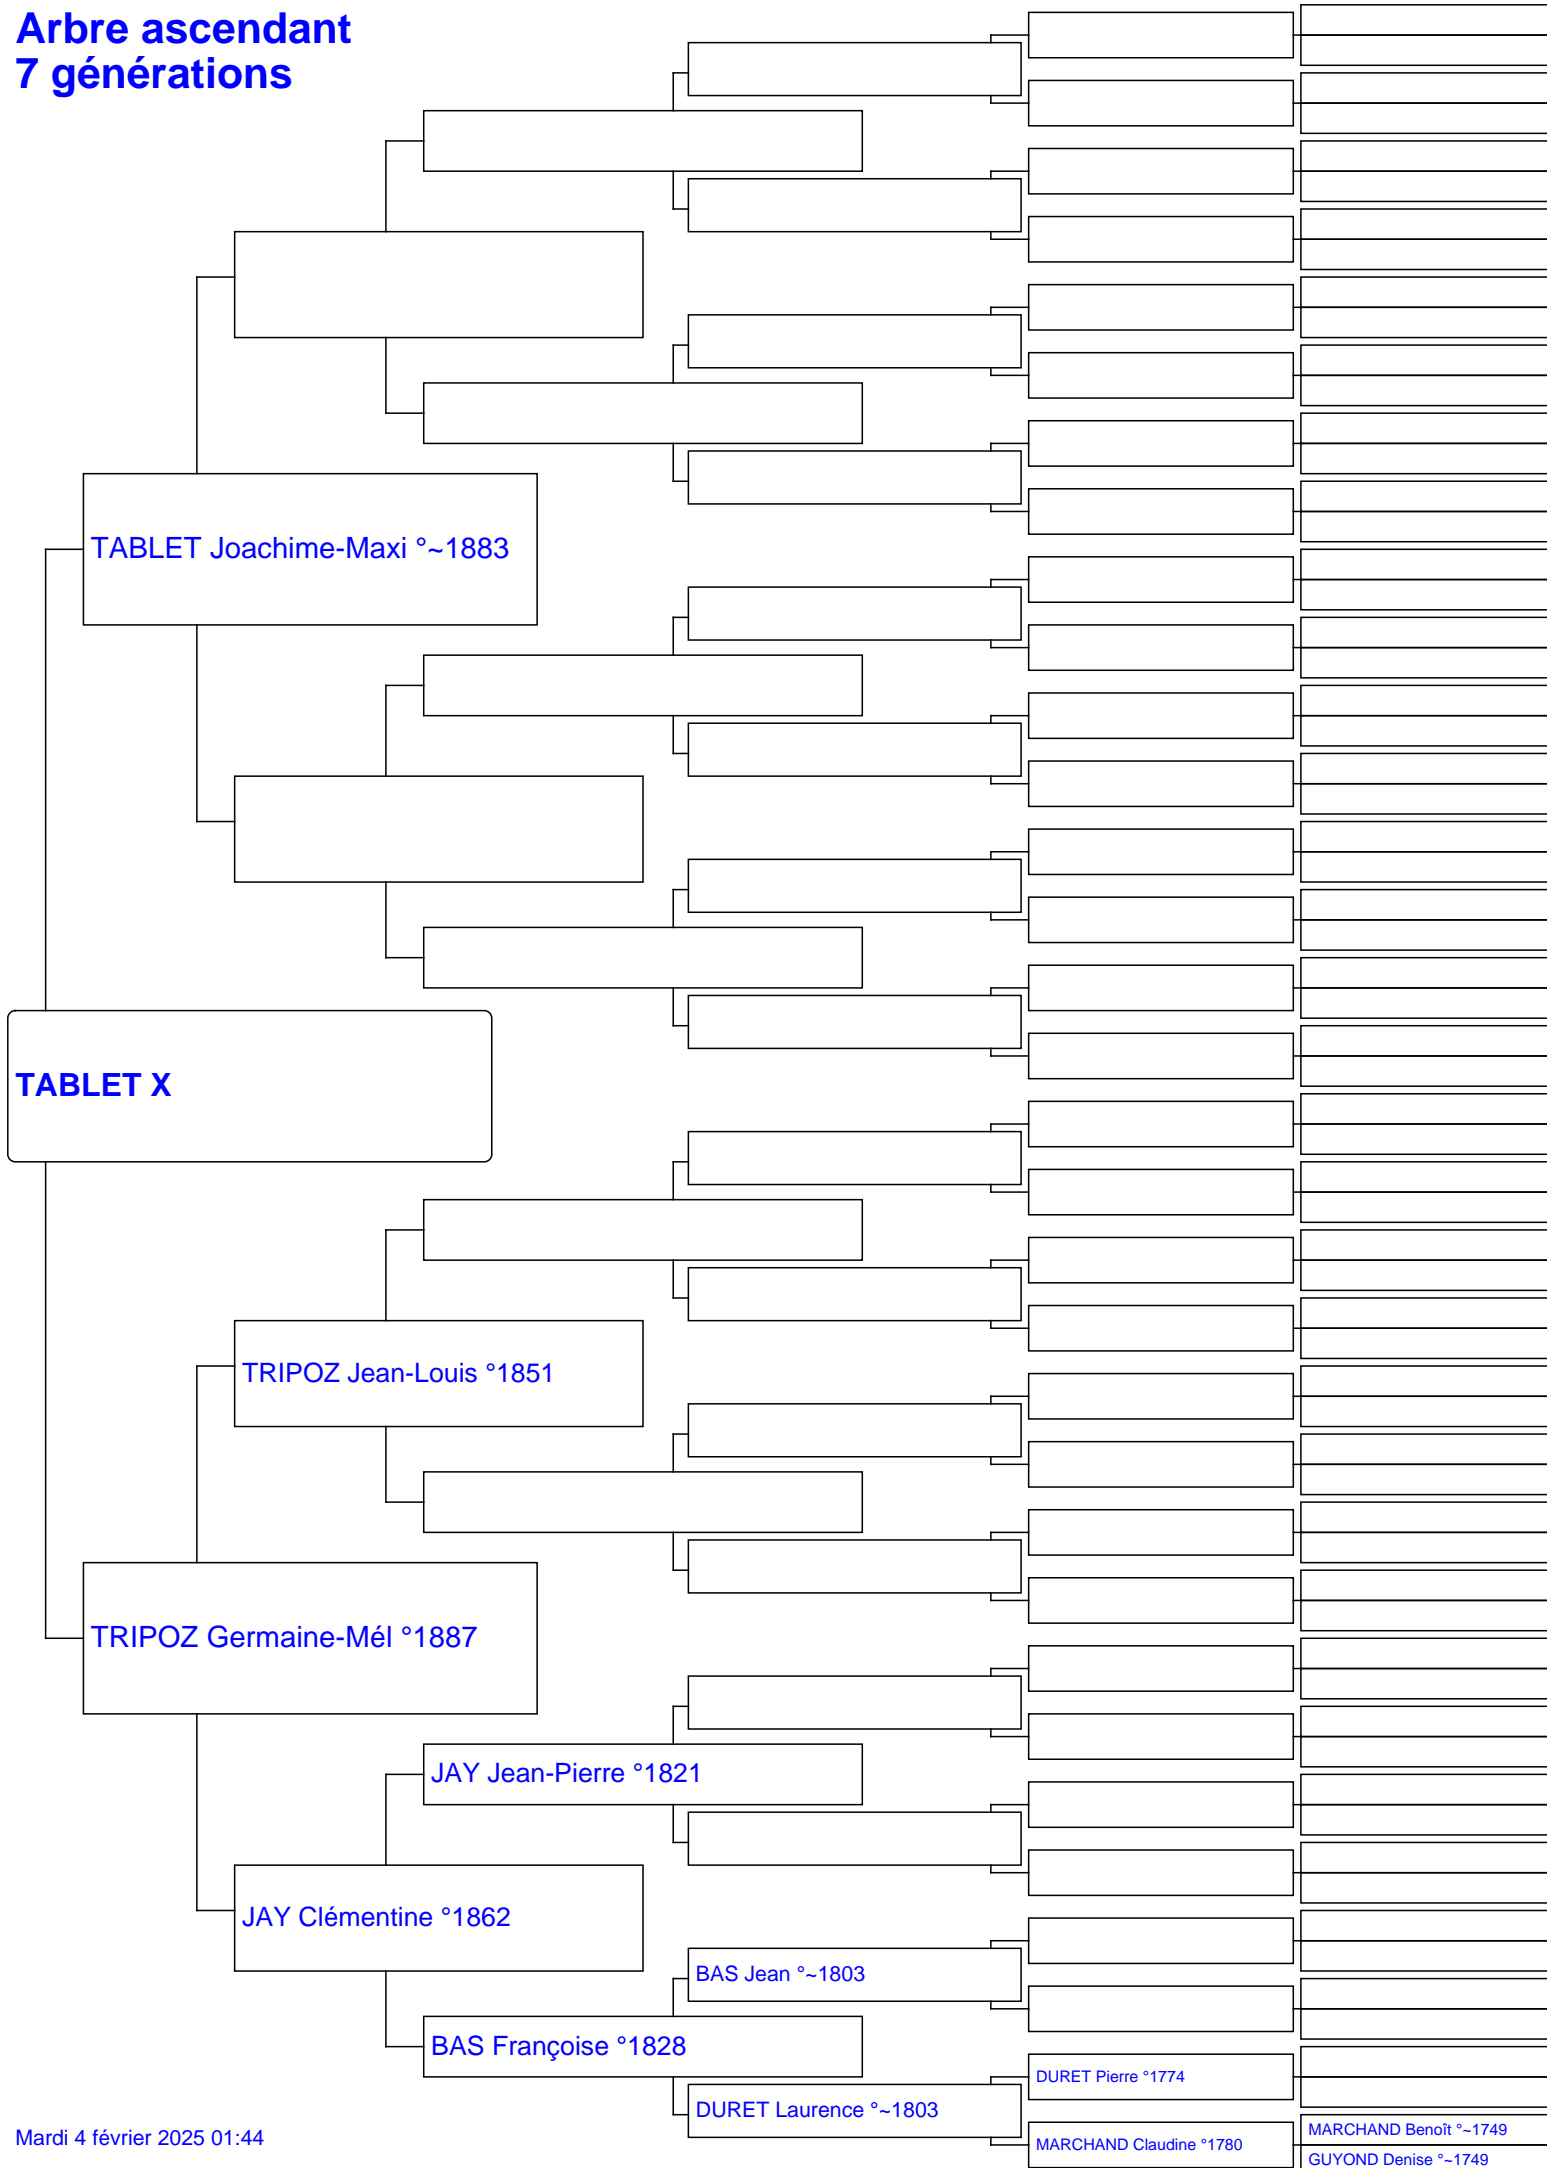 Arbre ascendant
7 générations
TABLET Joachime-Maxi °~1883
TABLET X
TRIPOZ Jean-Louis °1851
TRIPOZ Germaine-Mél °1887
JAY Jean-Pierre °1821
JAY Clémentine °1862
BAS Jean °~1803
BAS Françoise °1828
DURET Pierre °1774
DURET Laurence °~1803
MARCHAND Benoît °~1749
MARCHAND Claudine °1780
GUYOND Denise °~1749
Mardi 4 février 2025 01:44